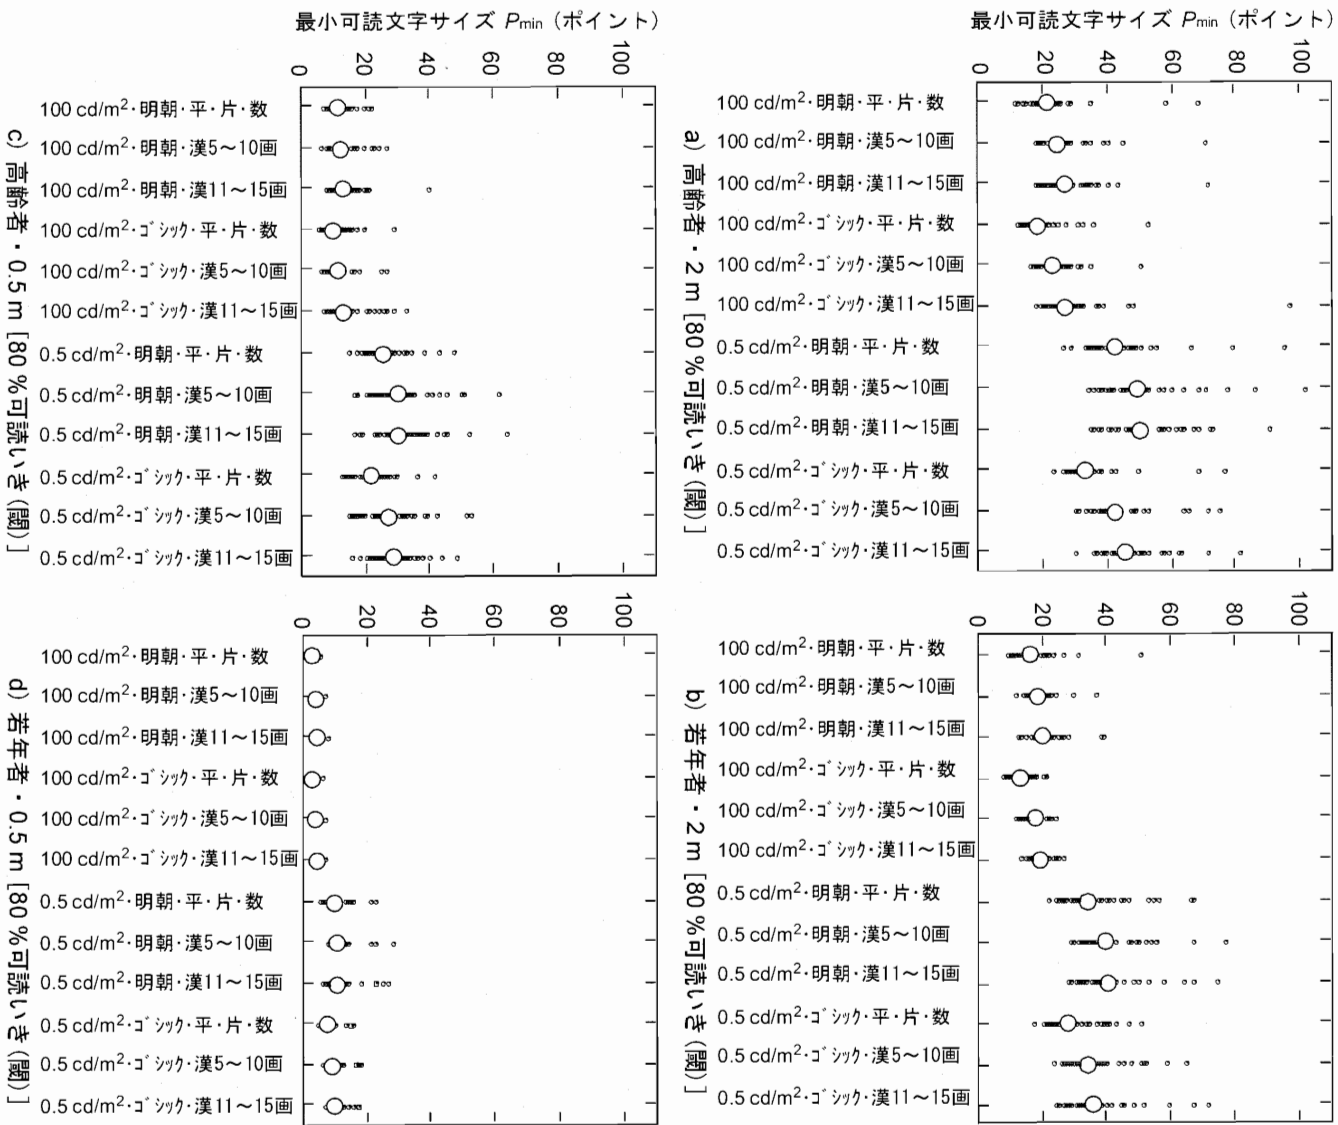 最小可読文字サイズ Pmin (ポイント)
0 20 40 60 80 100
100 cd/m²・明朝・平・片・数
100 cd/m²・明朝・漢5～10画
100 cd/m²・明朝・漢11～15画
100 cd/m²・ゴシック・平・片・数
100 cd/m²・ゴシック・漢5～10画
100 cd/m²・ゴシック・漢11～15画
0.5 cd/m²・明朝・平・片・数
0.5 cd/m²・明朝・漢5～10画
0.5 cd/m²・明朝・漢11～15画
0.5 cd/m²・ゴシック・平・片・数
0.5 cd/m²・ゴシック・漢5～10画
0.5 cd/m²・ゴシック・漢11～15画
a) 高齢者・2 m [80 %可読いき(閾)]
0 20 40 60 80 100
100 cd/m²・明朝・平・片・数
100 cd/m²・明朝・漢5～10画
100 cd/m²・明朝・漢11～15画
100 cd/m²・ゴシック・平・片・数
100 cd/m²・ゴシック・漢5～10画
100 cd/m²・ゴシック・漢11～15画
0.5 cd/m²・明朝・平・片・数
0.5 cd/m²・明朝・漢5～10画
0.5 cd/m²・明朝・漢11～15画
0.5 cd/m²・ゴシック・平・片・数
0.5 cd/m²・ゴシック・漢5～10画
0.5 cd/m²・ゴシック・漢11～15画
b) 若年者・2 m [80 %可読いき(閾)]
最小可読文字サイズ Pmin (ポイント)
0 20 40 60 80 100
100 cd/m²・明朝・平・片・数
100 cd/m²・明朝・漢5～10画
100 cd/m²・明朝・漢11～15画
100 cd/m²・ゴシック・平・片・数
100 cd/m²・ゴシック・漢5～10画
100 cd/m²・ゴシック・漢11～15画
0.5 cd/m²・明朝・平・片・数
0.5 cd/m²・明朝・漢5～10画
0.5 cd/m²・明朝・漢11～15画
0.5 cd/m²・ゴシック・平・片・数
0.5 cd/m²・ゴシック・漢5～10画
0.5 cd/m²・ゴシック・漢11～15画
c) 高齢者・0.5 m [80 %可読いき(閾)]
0 20 40 60 80 100
100 cd/m²・明朝・平・片・数
100 cd/m²・明朝・漢5～10画
100 cd/m²・明朝・漢11～15画
100 cd/m²・ゴシック・平・片・数
100 cd/m²・ゴシック・漢5～10画
100 cd/m²・ゴシック・漢11～15画
0.5 cd/m²・明朝・平・片・数
0.5 cd/m²・明朝・漢5～10画
0.5 cd/m²・明朝・漢11～15画
0.5 cd/m²・ゴシック・平・片・数
0.5 cd/m²・ゴシック・漢5～10画
0.5 cd/m²・ゴシック・漢11～15画
d) 若年者・0.5 m [80 %可読いき(閾)]